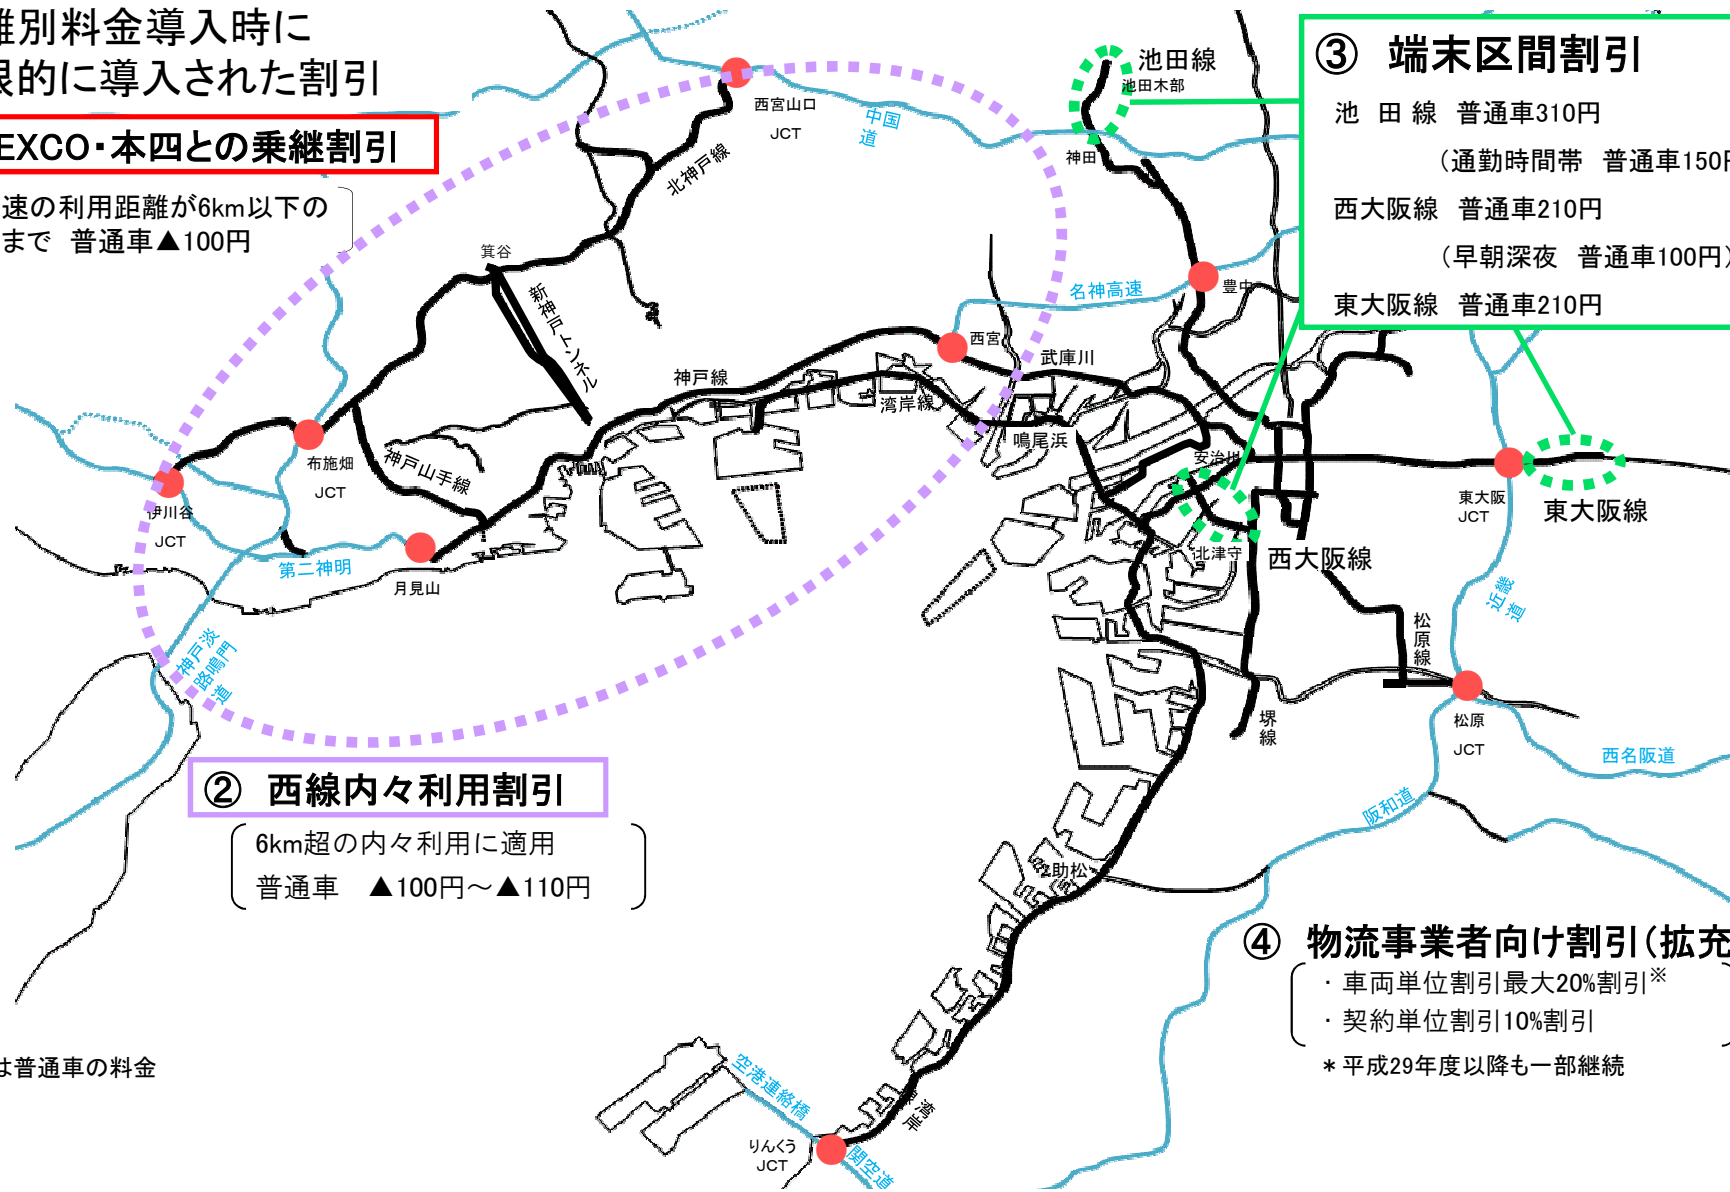 離別料金導入時に
限的に導入された割引
EXCO・本四との乗継割引
速の利用距離が6km以下の
まで 普通車▲100円
③ 端末区間割引
池田線 普通車310円
(通勤時間帯 普通車150円
西大阪線 普通車210円
(早朝深夜 普通車100円)
東大阪線 普通車210円
池田線
池田木部
神田
西宮山口
JCT
中国道
北神戸線
箕谷
新神戸トンネル
名神高速
豊中
西宮
武庫川
神戸線
湾岸線
鳴尾浜
安治川
布施畑
JCT
神戸山手線
伊川谷
JCT
第二神明
月見山
北津守
西大阪線
東大阪
JCT
東大阪線
近畿道
松原線
神戸淡路鳴門道
堺線
松原
JCT
西名阪道
阪和道
② 西線内々利用割引
6km超の内々利用に適用
普通車 ▲100円～▲110円
助松
④ 物流事業者向け割引(拡充
・車両単位割引最大20%割引※
・契約単位割引10%割引
*平成29年度以降も一部継続
は普通車の料金
空港連絡橋
湾岸線
りんくう
JCT
関空道